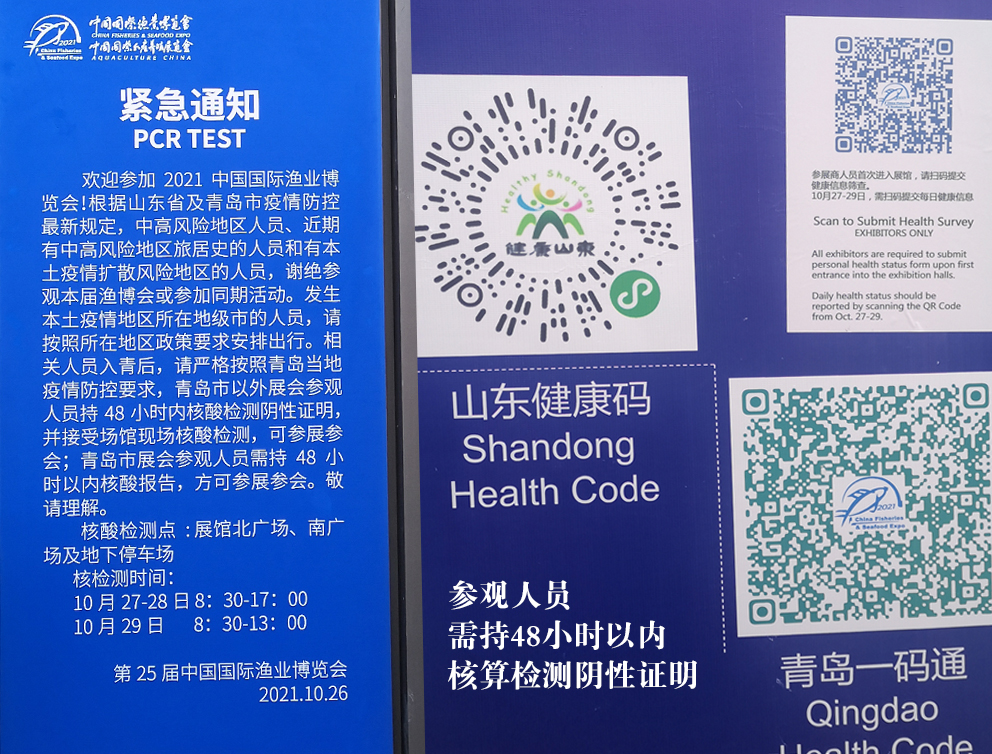 2021
China Fisheries
& Seafood Expo
中国国際渔業博览会
CHINA FISHERIES & SEAFOOD EXPO
中国国際水産養殖展览会
AQUACULTURE CHINA
紧急通知
PCR TEST
欢迎参加 2021 中国国际渔业博
览会!根据山东省及青岛市疫情防控
最新规定，中高风险地区人员、近期
有中高风险地区旅居史的人员和有本
土疫情扩散风险地区的人员，谢绝参
观本届渔博会或参加同期活动。发生
本土疫情地区所在地级市的人员，请
按照所在地区政策要求安排出行。相
关人员入青后，请严格按照青岛当地
疫情防控要求，青岛市以外展会参观
人员持 48 小时内核酸检测阴性证明，
并接受场馆现场核酸检测，可参展参
会；青岛市展会参观人员需持 48 小
时以内核酸报告，方可参展参会。敬
请理解。
核酸检测点：展馆北广场、南广
场及地下停车场
核检测时间：
10 月 27-28 日 8：30-17：00
10 月 29 日 8：30-13：00
第 25 届中国国际渔业博览会
2021.10.26
Healthy Shandong
健康山东
山东健康码
Shandong
Health Code
参观人员
需持48小时以内
核算检测阴性证明
参展商人员首次进入展馆，请扫码提交
健康信息筛查。
10月27-29日，需扫码提交每日健康信息
Scan to Submit Health Survey
EXHIBITORS ONLY
All exhibitors are required to submit
personal health status form upon first
entrance into the exhibition halls.
Daily health status should be
reported by scanning the QR Code
from Oct. 27-29.
2021
China Fisheries
& Seafood Expo
青岛一码通
Qingdao
Health Code